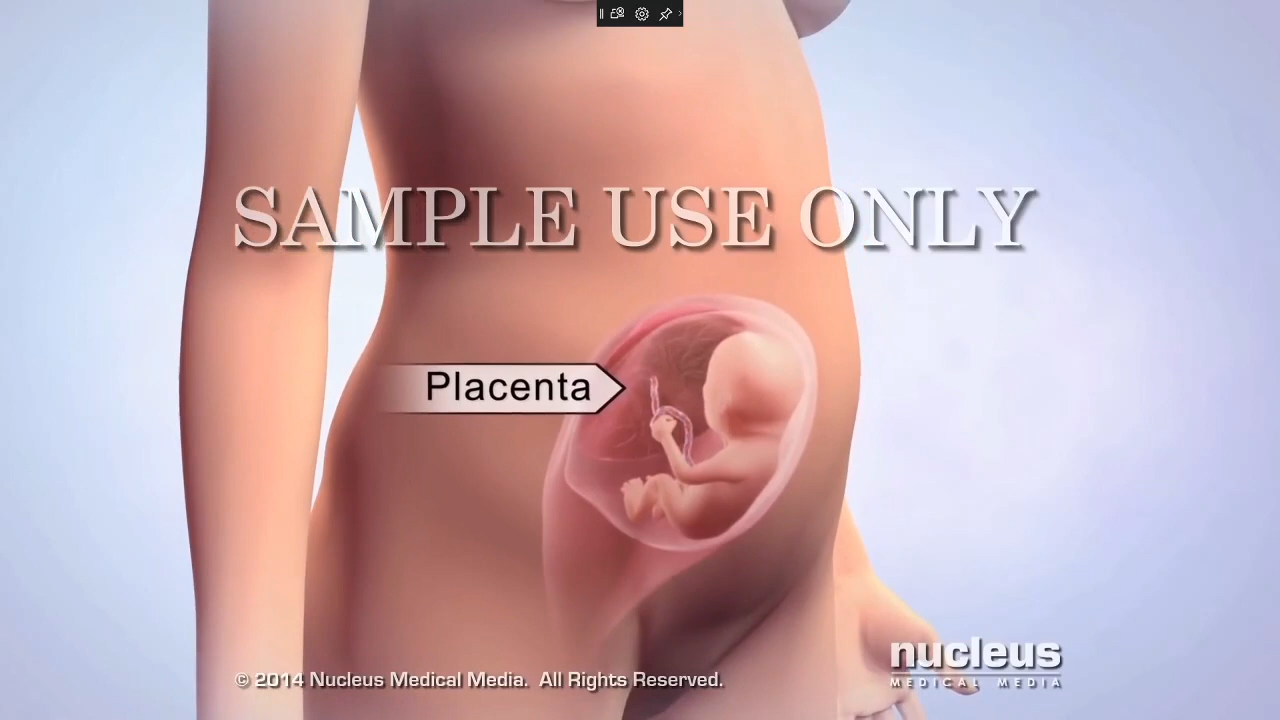 SAMPLE USE ONLY
Placenta
nucleus
MEDICAL MEDIA
© 2014 Nucleus Medical Media. All Rights Reserved.